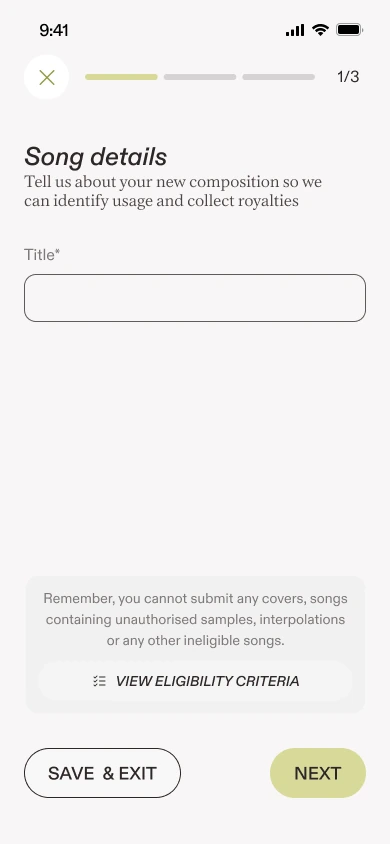 9:41
1/3
Song details
Tell us about your new composition so we
can identify usage and collect royalties
Title*
Remember, you cannot submit any covers, songs
containing unauthorised samples, interpolations
or any other ineligible songs.
VIEW ELIGIBILITY CRITERIA
SAVE & EXIT
NEXT